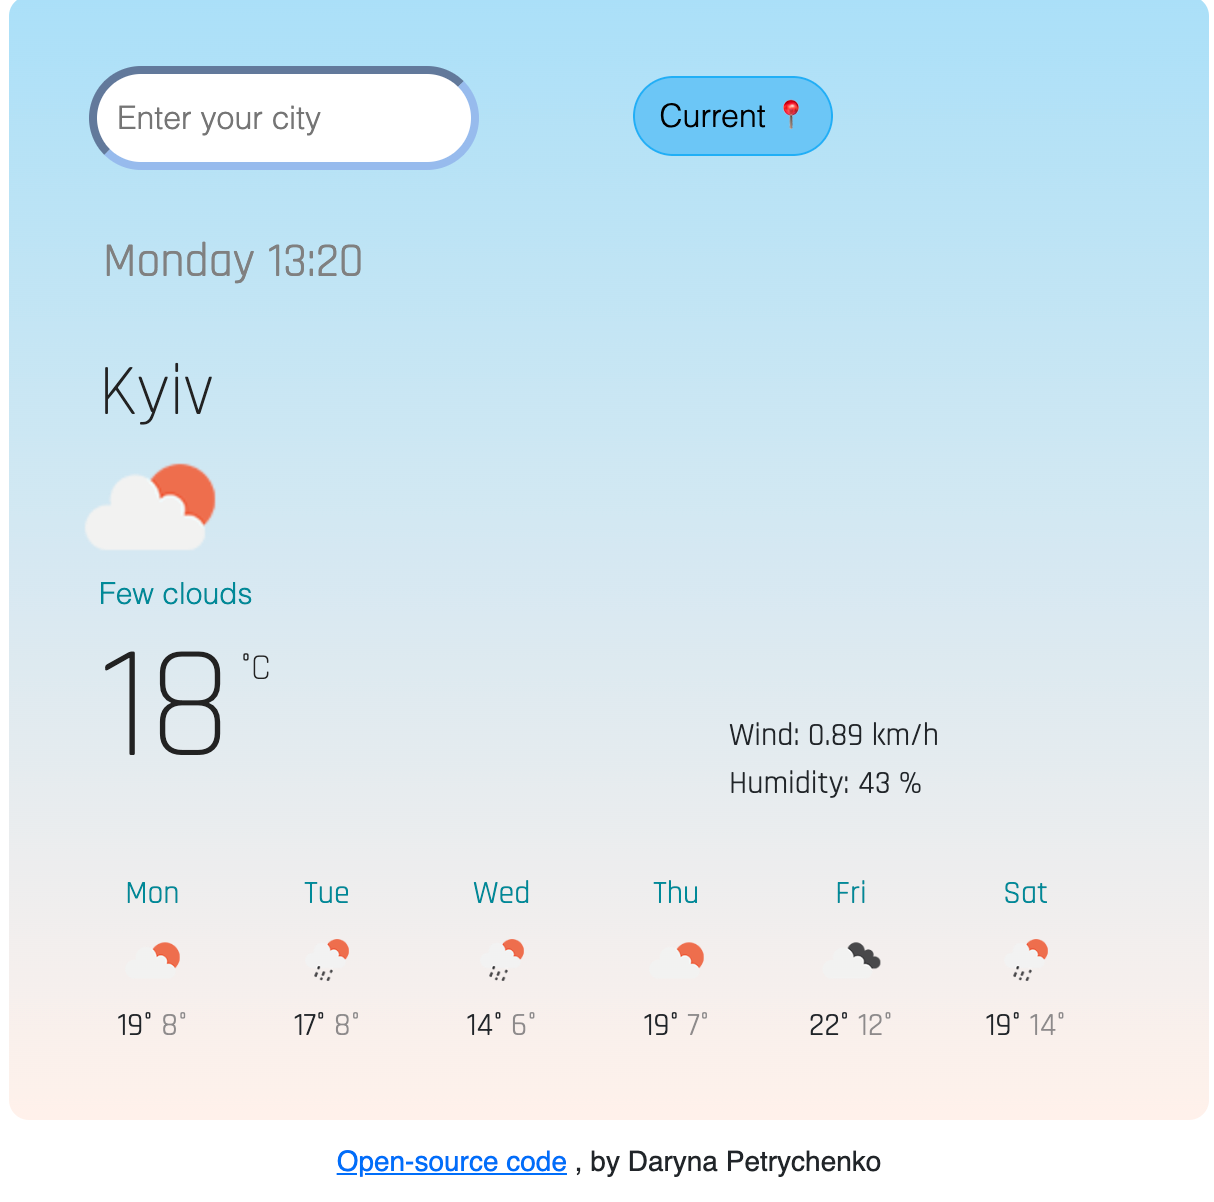 Enter your city
Current
Monday 13:20
Kyiv
Few clouds
18 °C
Wind: 0.89 km/h
Humidity: 43 %
Mon Tue Wed Thu Fri Sat
19° 8° 17° 8° 14° 6° 19° 7° 22° 12° 19° 14°
Open-source code , by Daryna Petrychenko